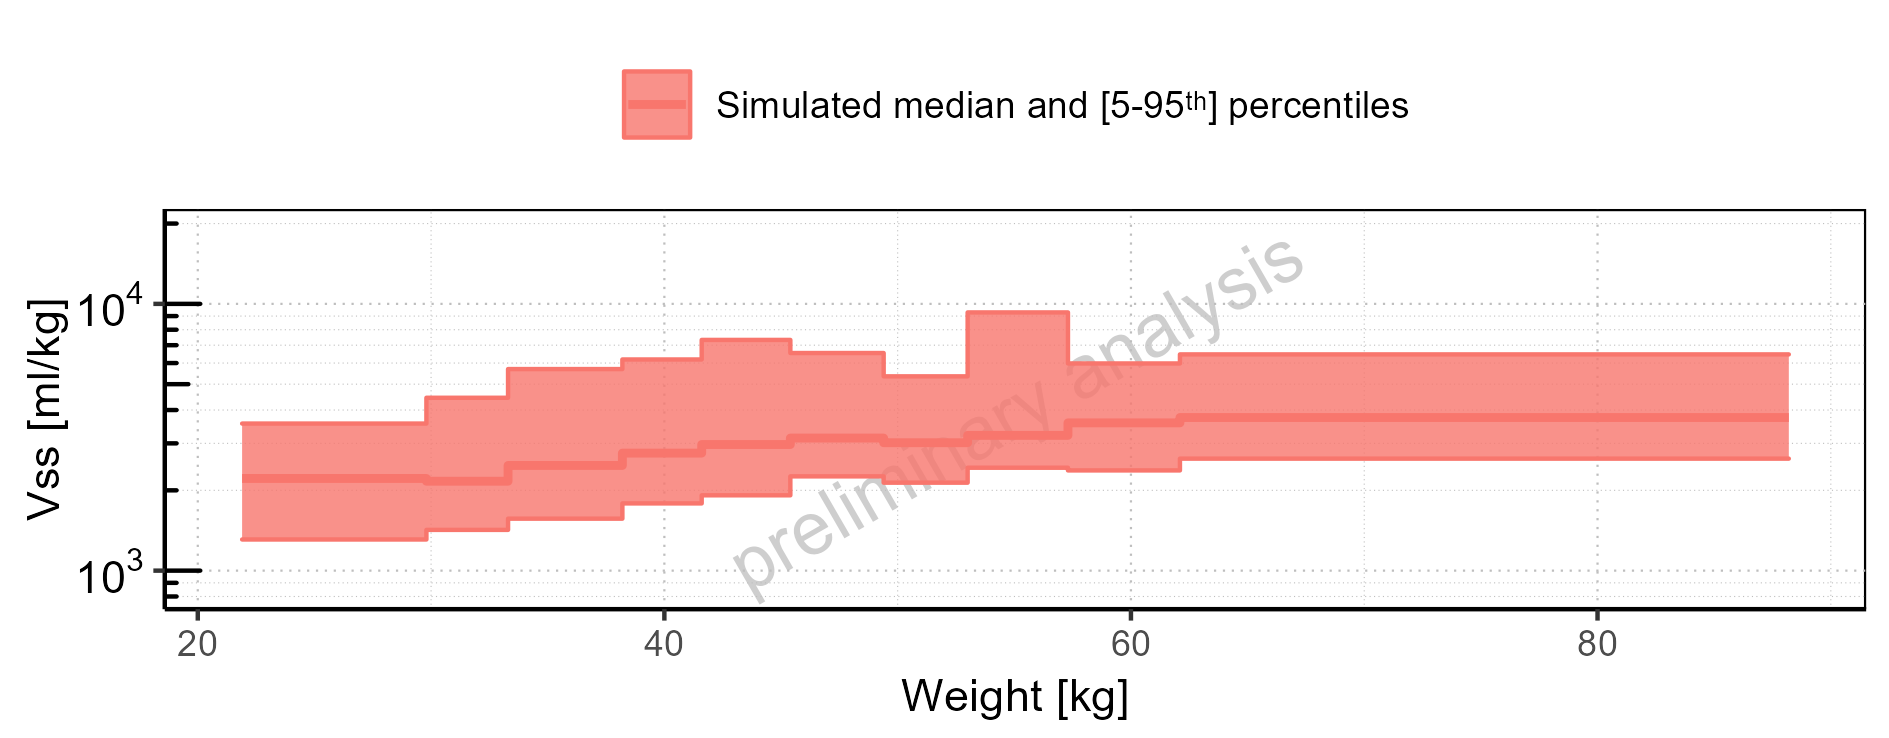 Simulated median and [5-95th] percentiles
Vss [ml/kg]
10^4
10^3
preliminary analysis
20 40 60 80
Weight [kg]